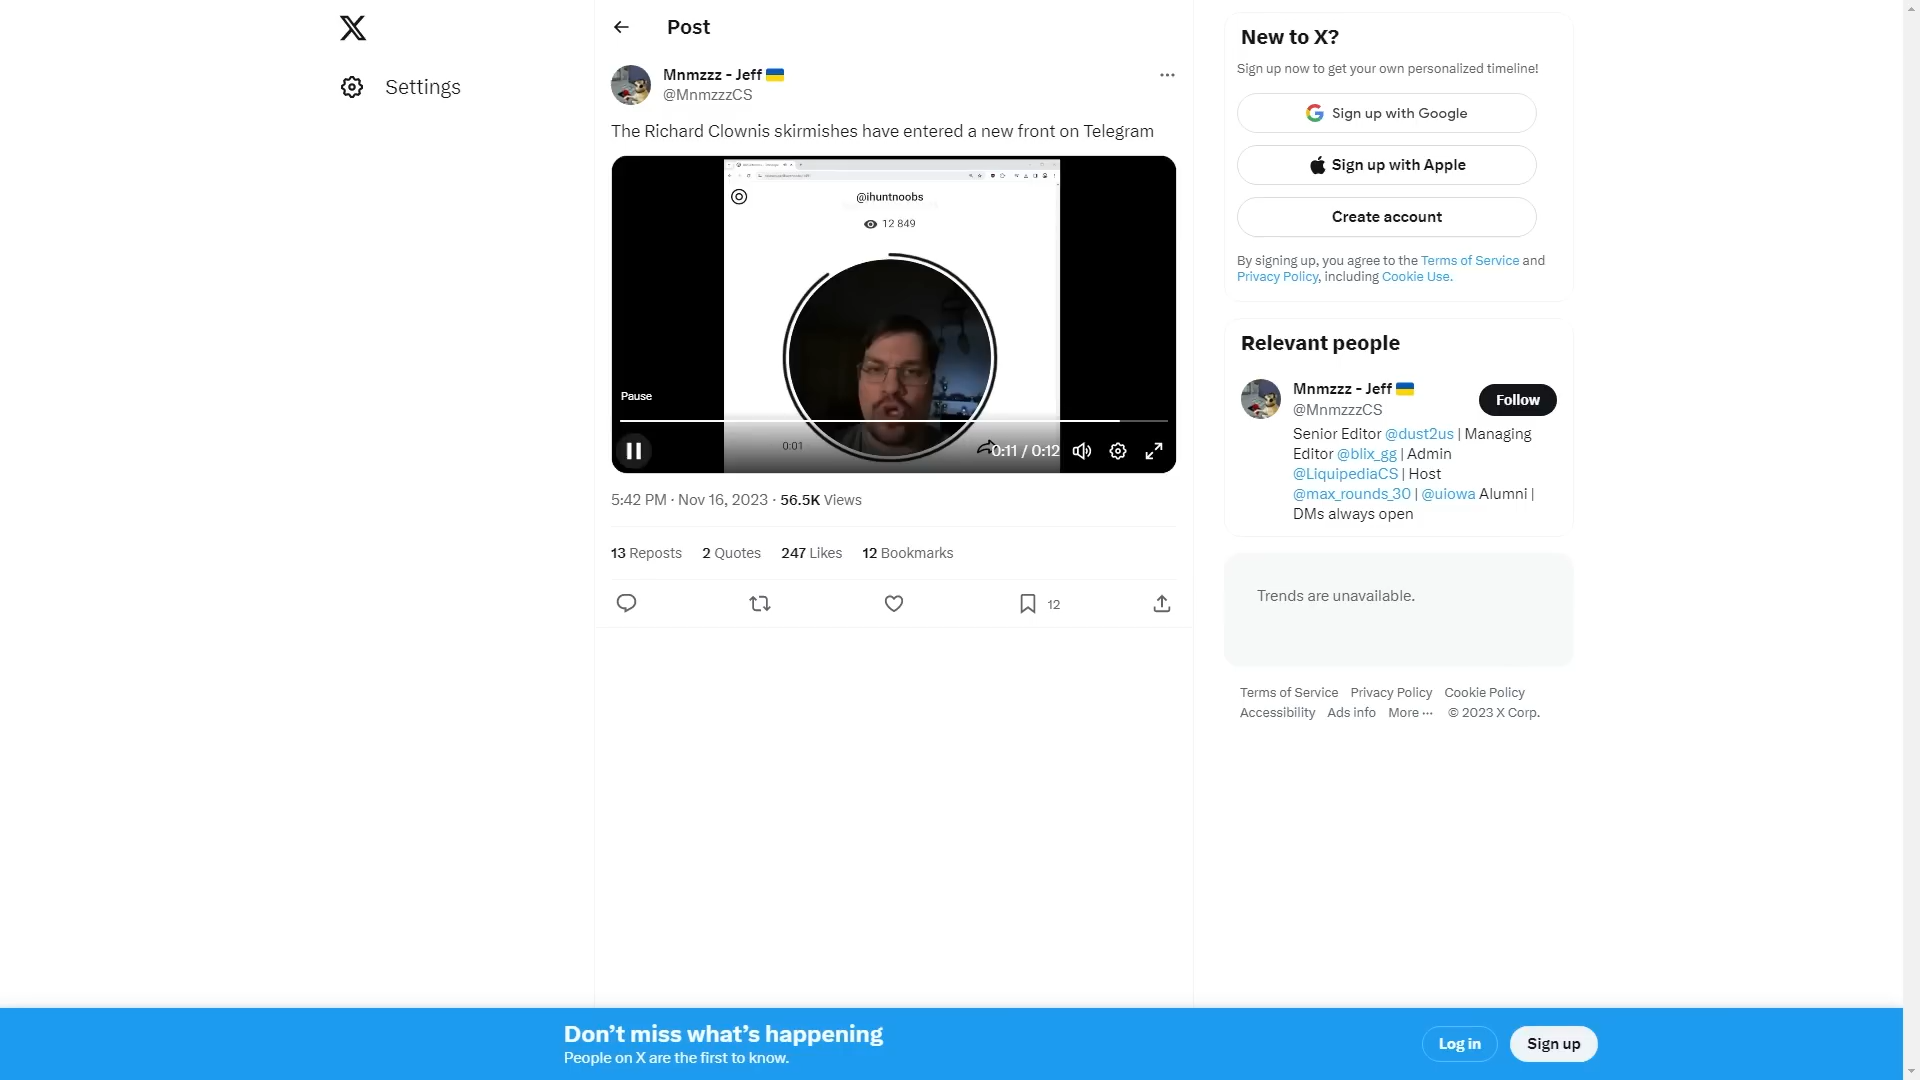 Post
Settings
Mnmzzz - Jeff
@MnmzzzCS
The Richard Clownis skirmishes have entered a new front on Telegram
@ihuntnoobs
12 849
Pause
0:01
0:11 / 0:12
5:42 PM · Nov 16, 2023 · 56.5K Views
13 Reposts 2 Quotes 247 Likes 12 Bookmarks
12
New to X?
Sign up now to get your own personalized timeline!
Sign up with Google
Sign up with Apple
Create account
By signing up, you agree to the Terms of Service and
Privacy Policy, including Cookie Use.
Relevant people
Mnmzzz - Jeff
@MnmzzzCS
Follow
Senior Editor @dust2us | Managing
Editor @blix_gg | Admin
@LiquipediaCS | Host
@max_rounds_30 | @uiowa Alumni |
DMs always open
Trends are unavailable.
Terms of Service Privacy Policy Cookie Policy
Accessibility Ads info More ··· © 2023 X Corp.
Don’t miss what’s happening
People on X are the first to know.
Log in
Sign up